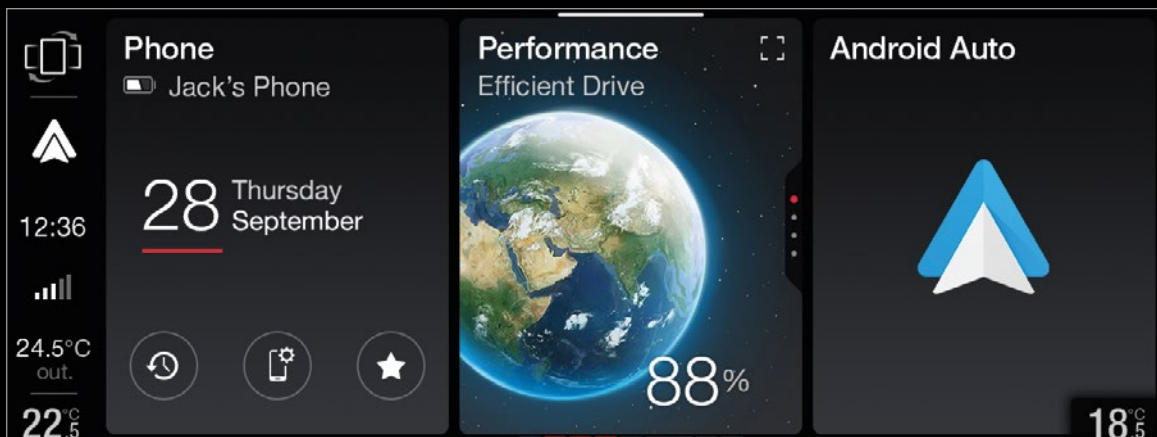 12:36
24.5°C
out.
22.5°C
Phone
Jack's Phone
28
Thursday
September
Performance
Efficient Drive
88%
Android Auto
18.5°C